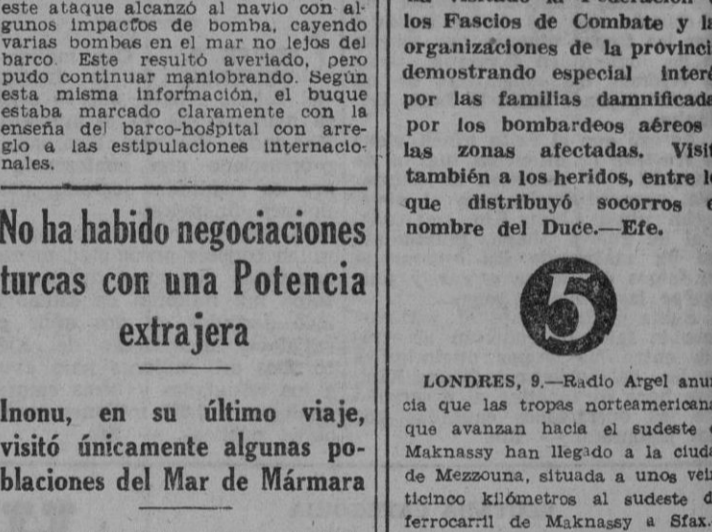 este ataque alcanzó al navío con al-
gunos impactos de bomba, cayendo
varias bombas en el mar no lejos del
barco. Este resultó averiado, pero
pudo continuar maniobrando. Según
esta misma información, el buque
estaba marcado claramente con la
enseña del barco-hospital con arre-
glo a las estipulaciones internacio-
nales.
No ha habido negociaciones
turcas con una Potencia
extrajera
Inonu, en su último viaje,
visitó únicamente algunas po-
blaciones del Mar de Mármara
los Fascios de Combate y la
organizaciones de la provinci
demostrando especial interé
por las familias damnificada
por los bombardeos aéreos
las zonas afectadas. Visit
también a los heridos, entre lo
que distribuyó socorros e
nombre del Duce.—Efe.
5
LONDRES, 9.—Radio Argel anun
cia que las tropas norteamericana
que avanzan hacia el sudeste d
Maknassy han llegado a la ciuda
de Mezzouna, situada a unos vein
ticinco kilómetros al sudeste d
ferrocarril de Maknassy a Sfax.